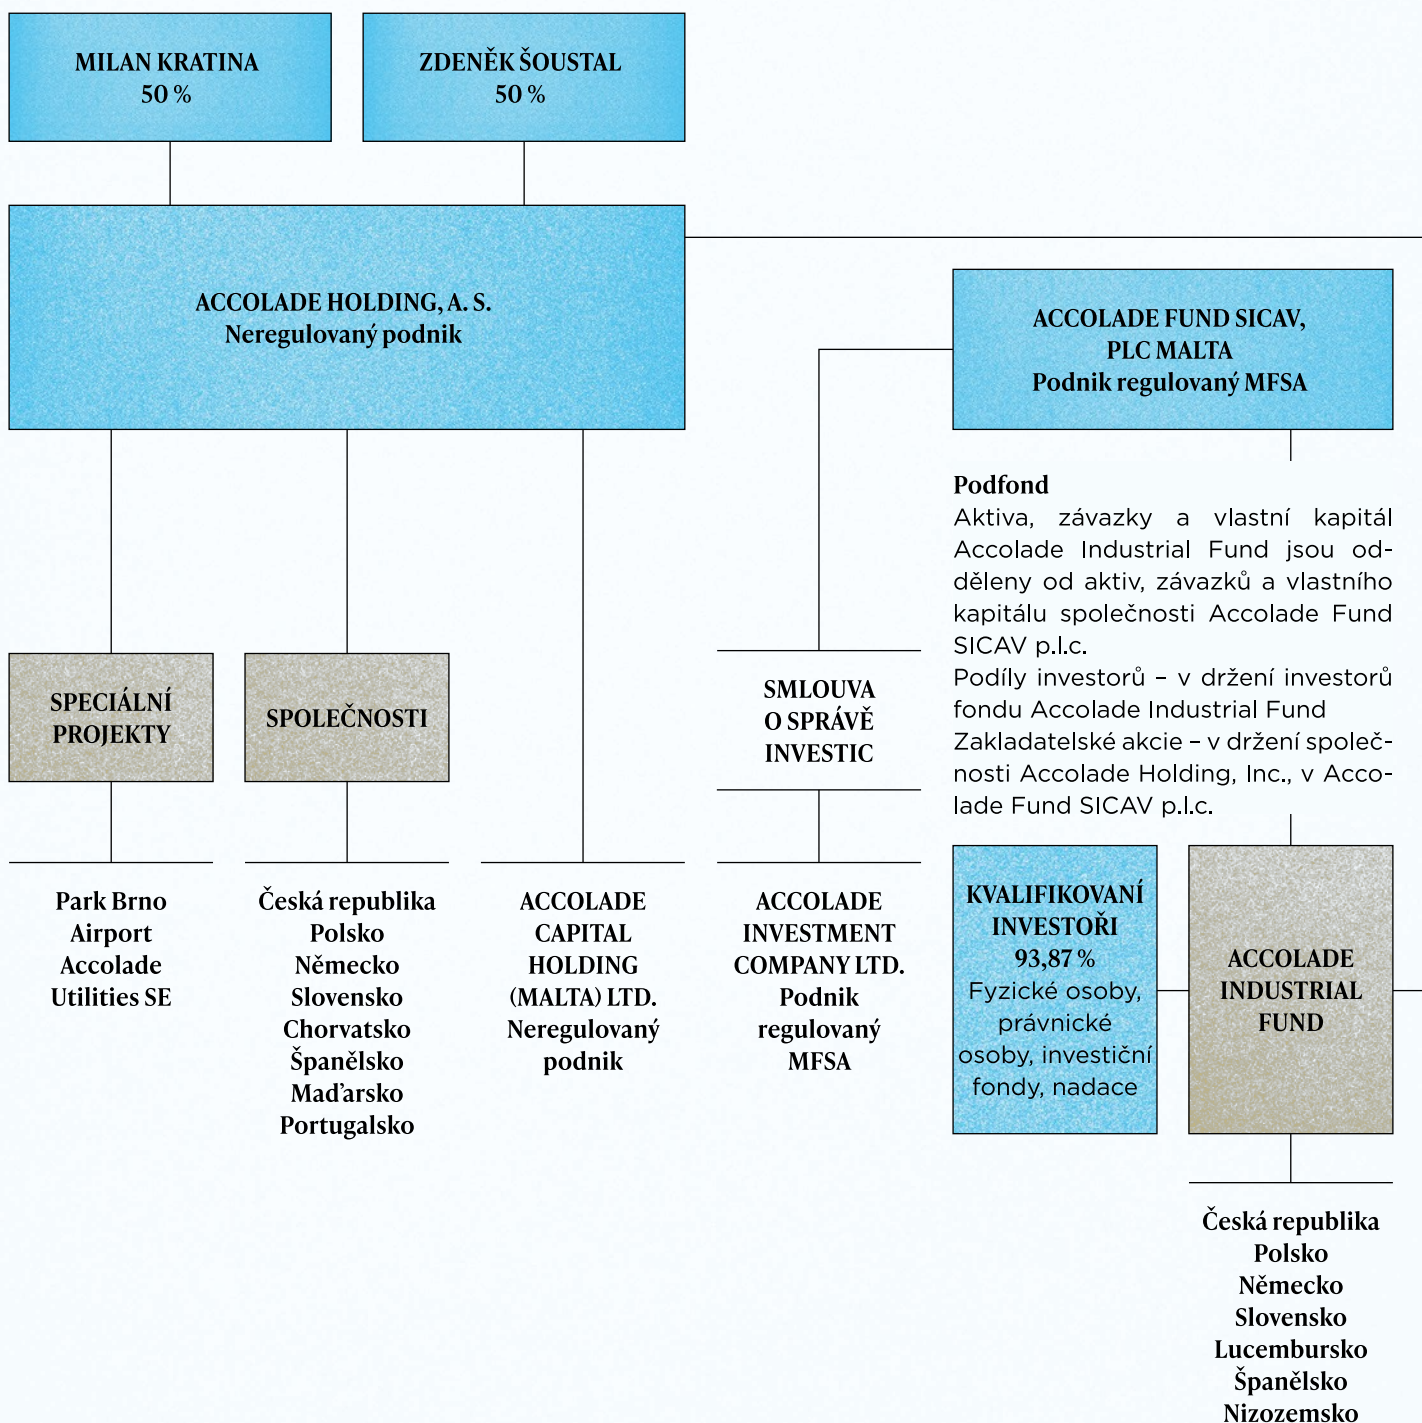 MILAN KRATINA
50 %
ZDENĚK ŠOUSTAL
50 %
ACCOLADE HOLDING, A. S.
Neregulovaný podnik
ACCOLADE FUND SICAV,
PLC MALTA
Podnik regulovaný MFSA
Podfond
Aktiva, závazky a vlastní kapitál
Accolade Industrial Fund jsou od-
děleny od aktiv, závazků a vlastního
kapitálu společnosti Accolade Fund
SICAV p.l.c.
Podíly investorů – v držení investorů
fondu Accolade Industrial Fund
Zakladatelské akcie – v držení společ-
nosti Accolade Holding, Inc., v Acco-
lade Fund SICAV p.l.c.
SPECIÁLNÍ
PROJEKTY
SPOLEČNOSTI
SMLOUVA
O SPRÁVĚ
INVESTIC
Park Brno
Airport
Accolade
Utilities SE
Česká republika
Polsko
Německo
Slovensko
Chorvatsko
Španělsko
Maďarsko
Portugalsko
ACCOLADE
CAPITAL
HOLDING
(MALTA) LTD.
Neregulovaný
podnik
ACCOLADE
INVESTMENT
COMPANY LTD.
Podnik
regulovaný
MFSA
KVALIFIKOVANÍ
INVESTOŘI
93,87 %
Fyzické osoby,
právnické
osoby, investiční
fondy, nadace
ACCOLADE
INDUSTRIAL
FUND
Česká republika
Polsko
Německo
Slovensko
Lucembursko
Španělsko
Nizozemsko